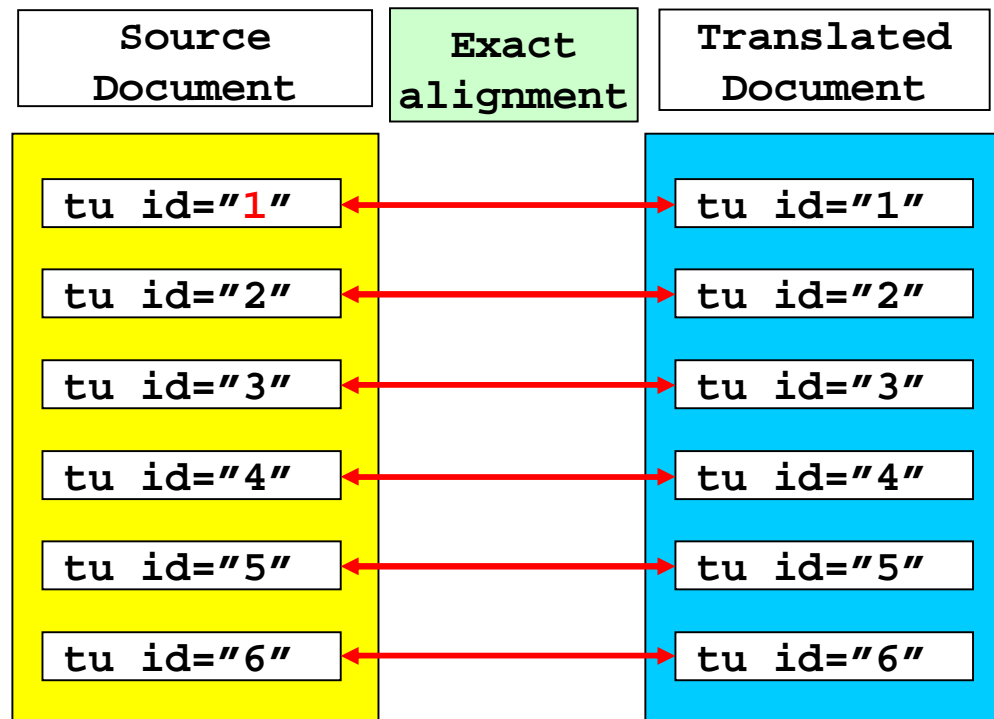 Source
Document
Exact
alignment
Translated
Document
tu id="1"
tu id="1"
tu id="2"
tu id="2"
tu id="3"
tu id="3"
tu id="4"
tu id="4"
tu id="5"
tu id="5"
tu id="6"
tu id="6"